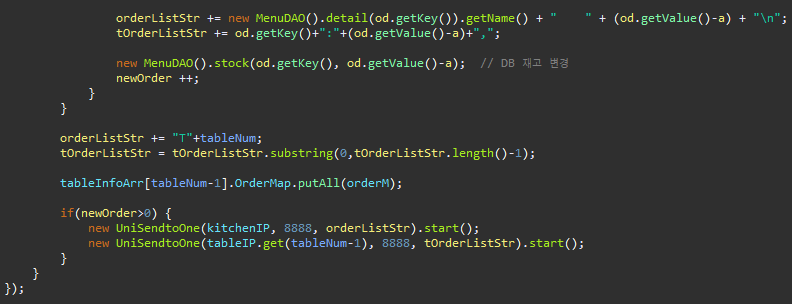 orderListStr += new MenuDAO().detail(od.getKey()).getName() + "    " + (od.getValue()-a) + "\n";
tOrderListStr += od.getKey()+":"+(od.getValue()-a)+",";
new MenuDAO().stock(od.getKey(), od.getValue()-a);  // DB 재고 변경
newOrder ++;
}
}
orderListStr += "T"+tableNum;
tOrderListStr = tOrderListStr.substring(0,tOrderListStr.length()-1);
tableInfoArr[tableNum-1].OrderMap.putAll(orderM);
if(newOrder>0) {
new UniSendtoOne(kitchenIP, 8888, orderListStr).start();
new UniSendtoOne(tableIP.get(tableNum-1), 8888, tOrderListStr).start();
}
}
});